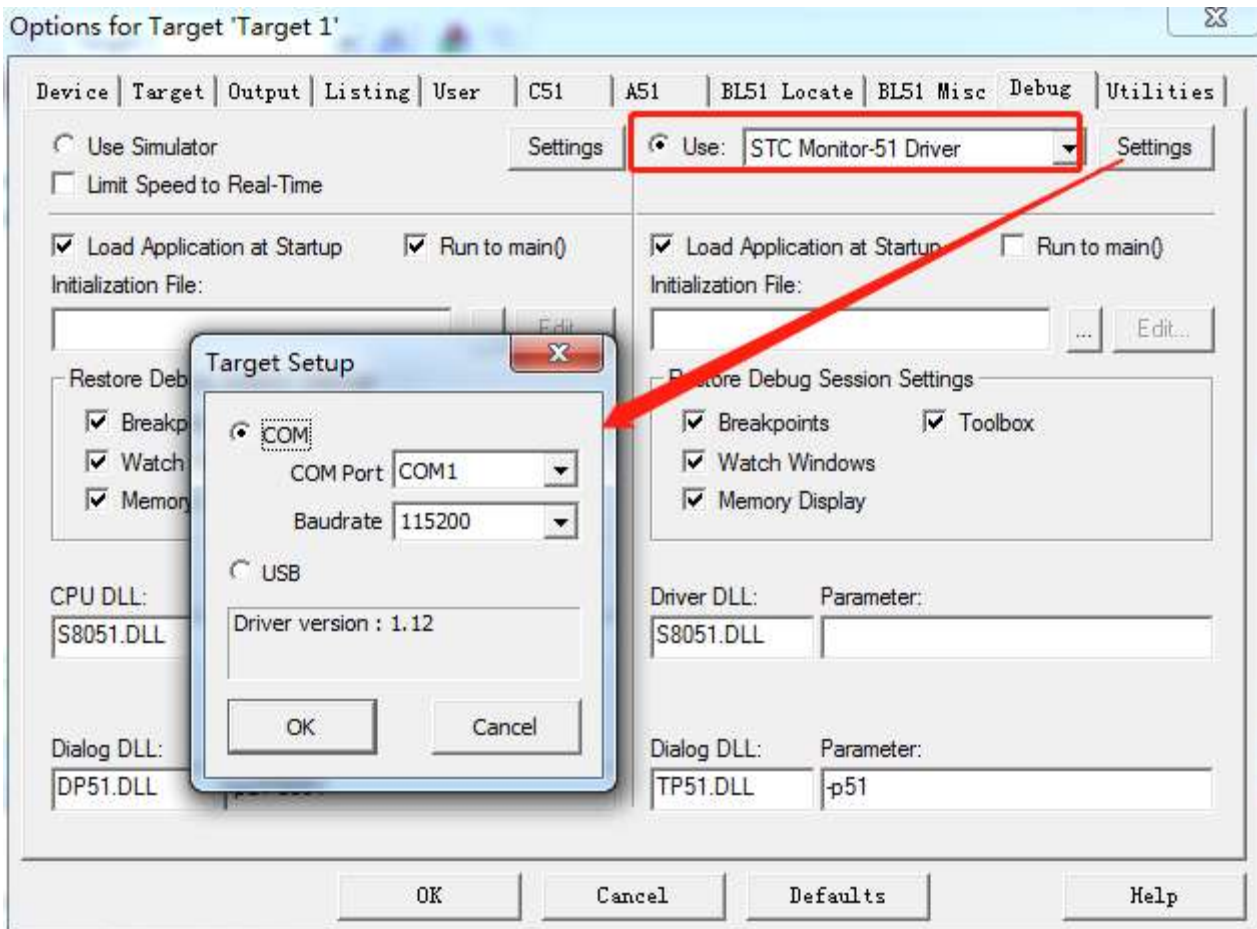 Options for Target 'Target 1'
Device Target Output Listing User C51 A51 BL51 Locate BL51 Misc Debug Utilities
Use Simulator Settings Use: STC Monitor-51 Driver Settings
Limit Speed to Real-Time
Load Application at Startup Run to main() Load Application at Startup Run to main()
Initialization File: Initialization File:
... Edit...
Target Setup
Restore Debug Session Settings
Breakpoints Toolbox
Watch Windows
Memory Display
COM
COM Port COM1
Baudrate 115200
USB
Driver version : 1.12
OK Cancel
CPU DLL: Driver DLL: Parameter:
S8051.DLL S8051.DLL
Dialog DLL: Dialog DLL: Parameter:
DP51.DLL TP51.DLL -p51
OK Cancel Defaults Help